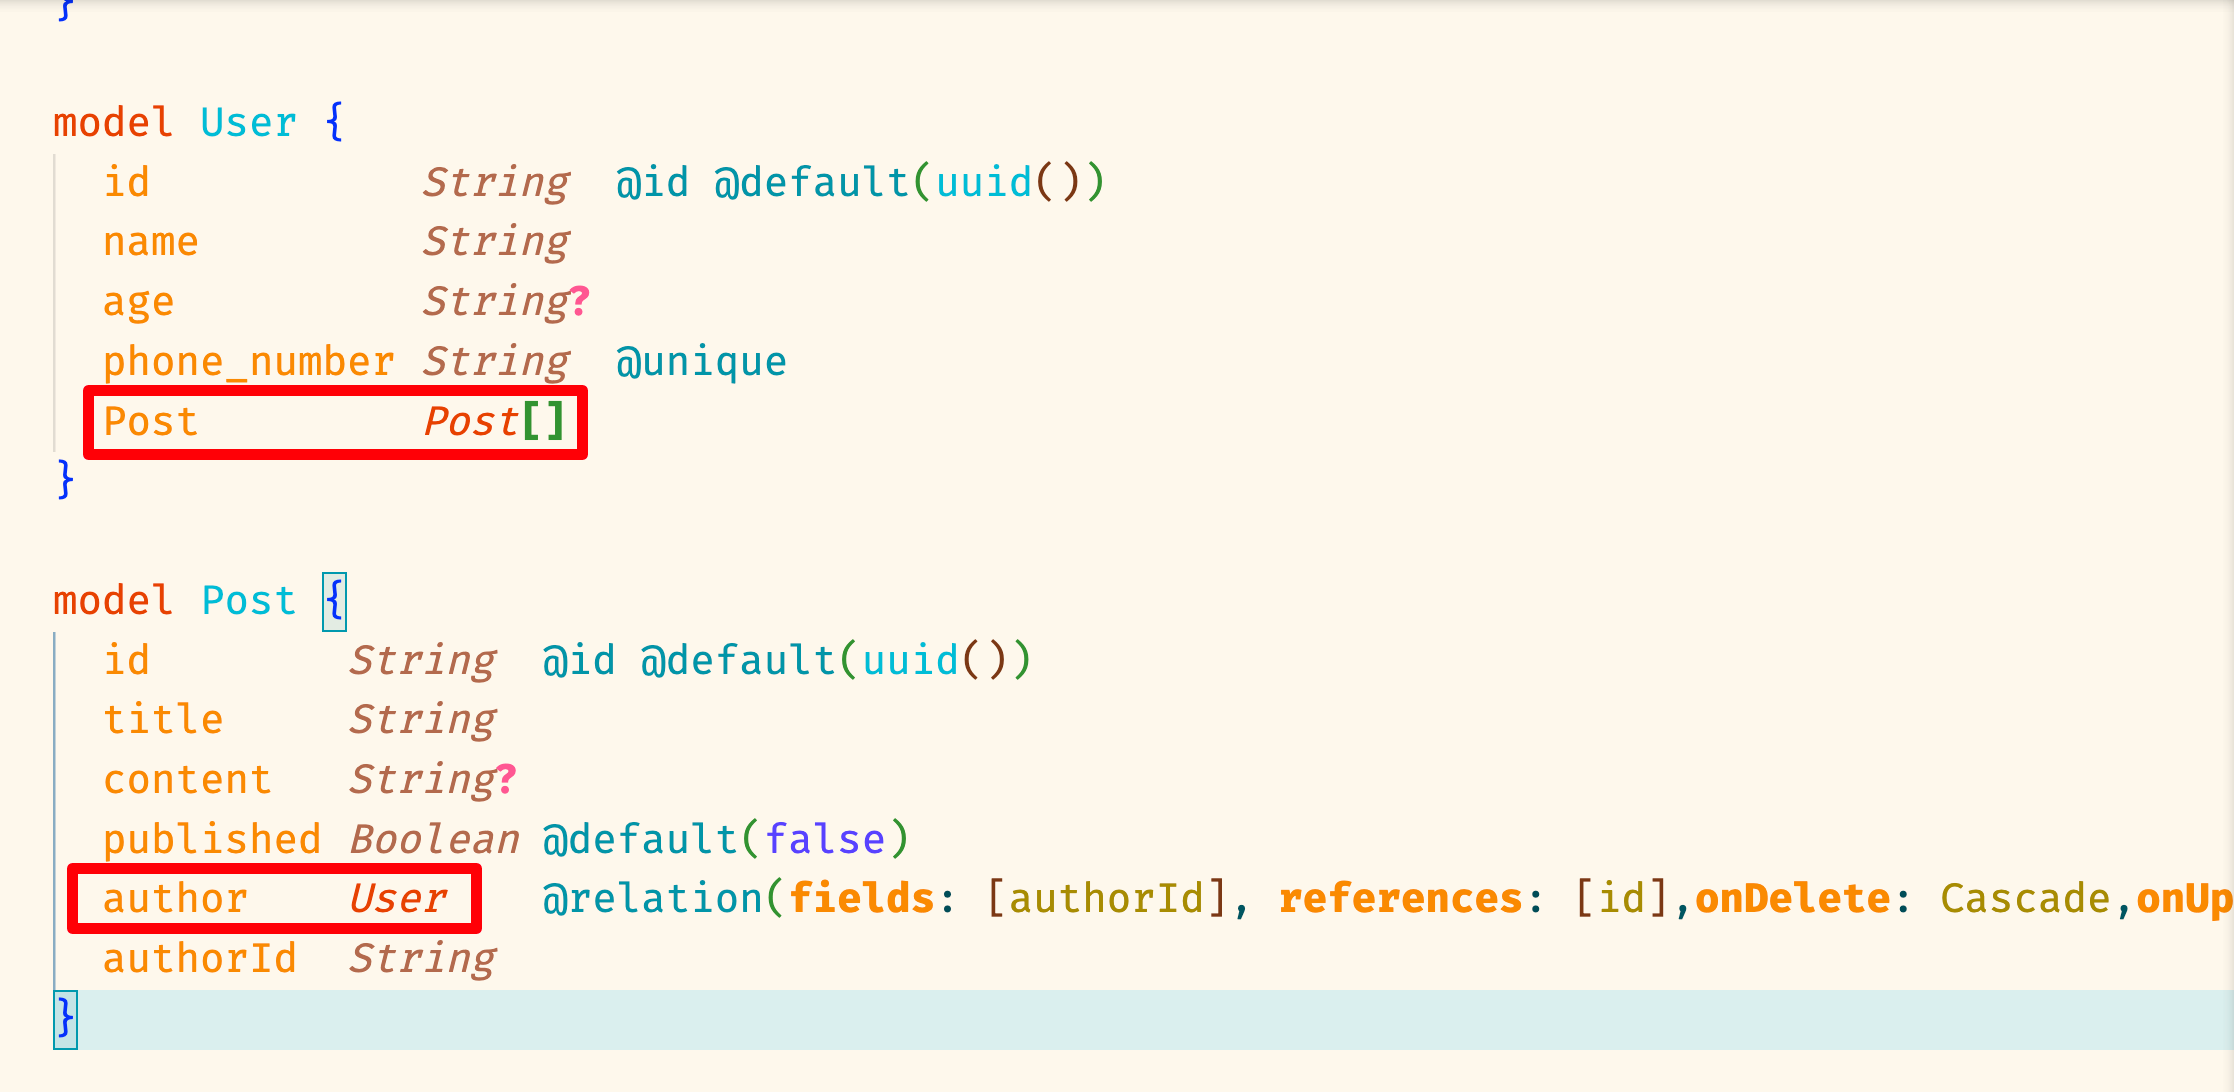 }
model User {
id String @id @default(uuid())
name String
age String?
phone_number String @unique
Post Post[]
}
model Post {
id String @id @default(uuid())
title String
content String?
published Boolean @default(false)
author User @relation(fields: [authorId], references: [id],onDelete: Cascade,onUp
authorId String
}